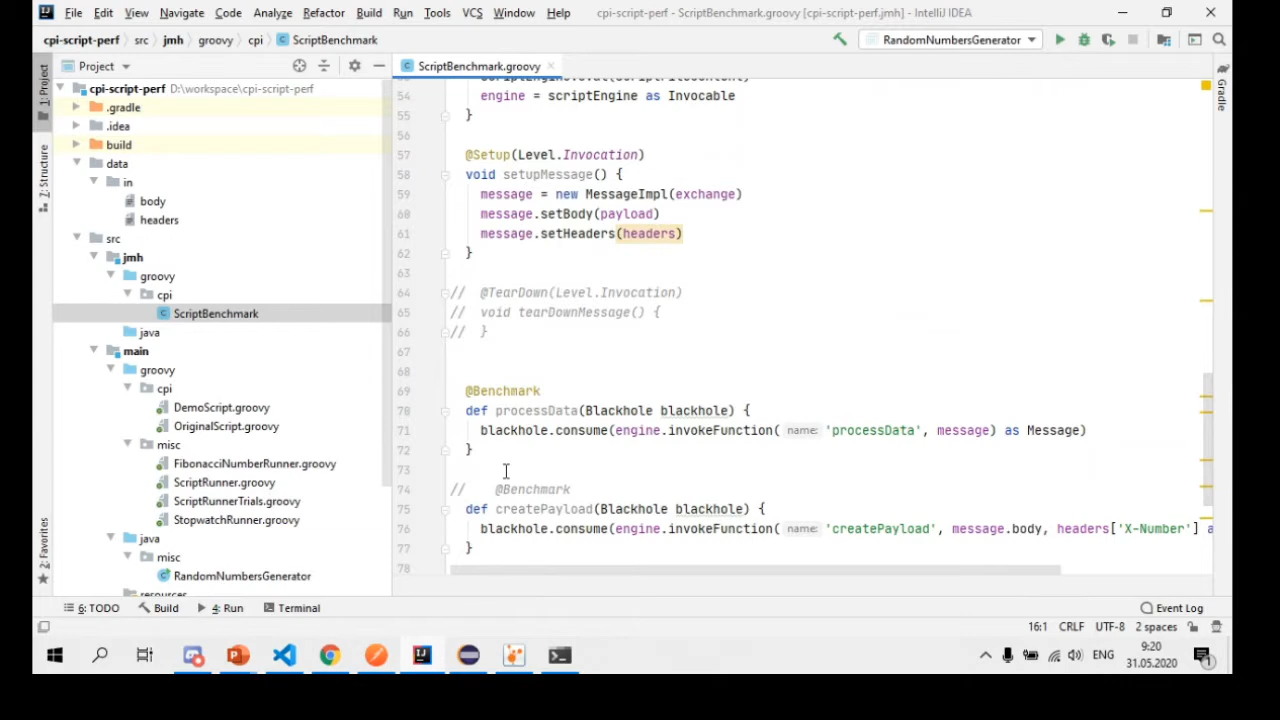 File Edit View Navigate Code Analyze Refactor Build Run Tools VCS Window Help cpi-script-perf - ScriptBenchmark.groovy [cpi-script-perf.jmh] - IntelliJ IDEA
cpi-script-perf src jmh groovy cpi ScriptBenchmark RandomNumbersGenerator
Project ScriptBenchmark.groovy
1: Project
7: Structure
2: Favorites
Gradle
cpi-script-perf D:\workspace\cpi-script-perf
.gradle
.idea
build
data
in
body
headers
src
jmh
groovy
cpi
ScriptBenchmark
java
main
groovy
cpi
DemoScript.groovy
OriginalScript.groovy
misc
FibonacciNumberRunner.groovy
ScriptRunner.groovy
ScriptRunnerTrials.groovy
StopwatchRunner.groovy
java
misc
RandomNumbersGenerator
resources
54 engine = scriptEngine as Invocable
55 }
56
57 @Setup(Level.Invocation)
58 void setupMessage() {
59 message = new MessageImpl(exchange)
60 message.setBody(payload)
61 message.setHeaders(headers)
62 }
63
64 // @TearDown(Level.Invocation)
65 // void tearDownMessage() {
66 // }
67
68
69 @Benchmark
70 def processData(Blackhole blackhole) {
71 blackhole.consume(engine.invokeFunction( name: 'processData', message) as Message)
72 }
73
74 // @Benchmark
75 def createPayload(Blackhole blackhole) {
76 blackhole.consume(engine.invokeFunction( name: 'createPayload', message.body, headers['X-Number'] a
77 }
78
6: TODO Build 4: Run Terminal Event Log
16:1 CRLF UTF-8 2 spaces
ENG 9:20
31.05.2020
1